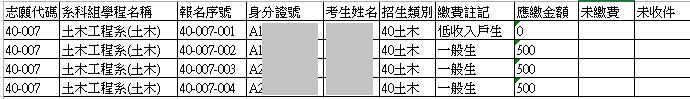 志願代碼 系科組學程名稱 報名序號 身分證號 考生姓名 招生類別 繳費註記 應繳金額 未繳費 未收件
40-007 土木工程系(土木) 40-007-001 A1 40土木 低收入戶生 0
40-007 土木工程系(土木) 40-007-002 A1 40土木 一般生 500
40-007 土木工程系(土木) 40-007-003 A2 40土木 一般生 500
40-007 土木工程系(土木) 40-007-004 A2 40土木 一般生 500